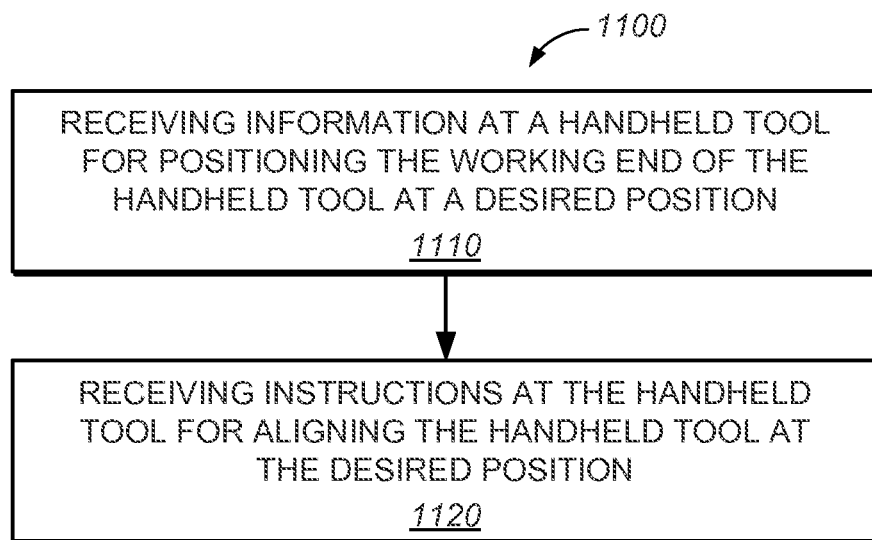 1100
RECEIVING INFORMATION AT A HANDHELD TOOL
FOR POSITIONING THE WORKING END OF THE
HANDHELD TOOL AT A DESIRED POSITION
1110
RECEIVING INSTRUCTIONS AT THE HANDHELD
TOOL FOR ALIGNING THE HANDHELD TOOL AT
THE DESIRED POSITION
1120